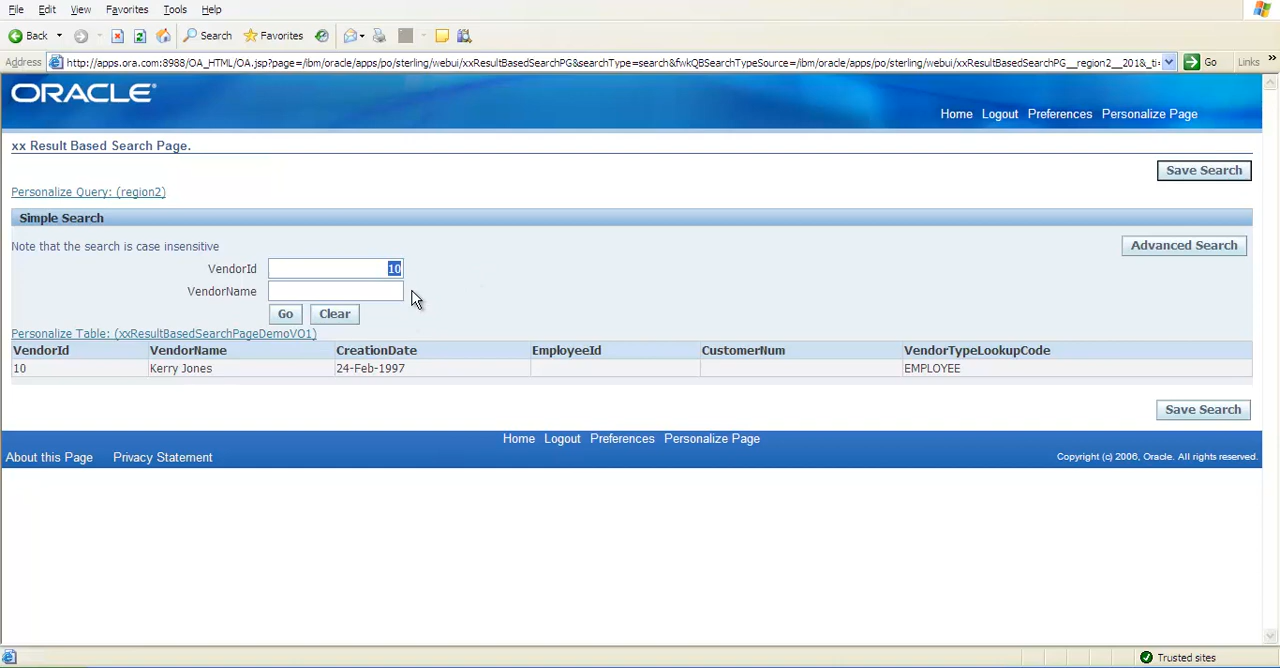 File Edit View Favorites Tools Help
Back Search Favorites
Address http://apps.ora.com:8988/OA_HTML/OA.jsp?page=/ibm/oracle/apps/po/sterling/webui/xxResultBasedSearchPG&searchType=search&fwkQBSearchTypeSource=/ibm/oracle/apps/po/sterling/webui/xxResultBasedSearchPG__region2__201&_ti: Go Links »
ORACLE®
Home Logout Preferences Personalize Page
xx Result Based Search Page.
Save Search
Personalize Query: (region2)
Simple Search
Note that the search is case insensitive
Advanced Search
VendorId 10
VendorName
Go Clear
Personalize Table: (xxResultBasedSearchPageDemoVO1)
VendorId VendorName CreationDate EmployeeId CustomerNum VendorTypeLookupCode
10 Kerry Jones 24-Feb-1997 EMPLOYEE
Save Search
Home Logout Preferences Personalize Page
About this Page Privacy Statement Copyright (c) 2006, Oracle. All rights reserved.
Trusted sites